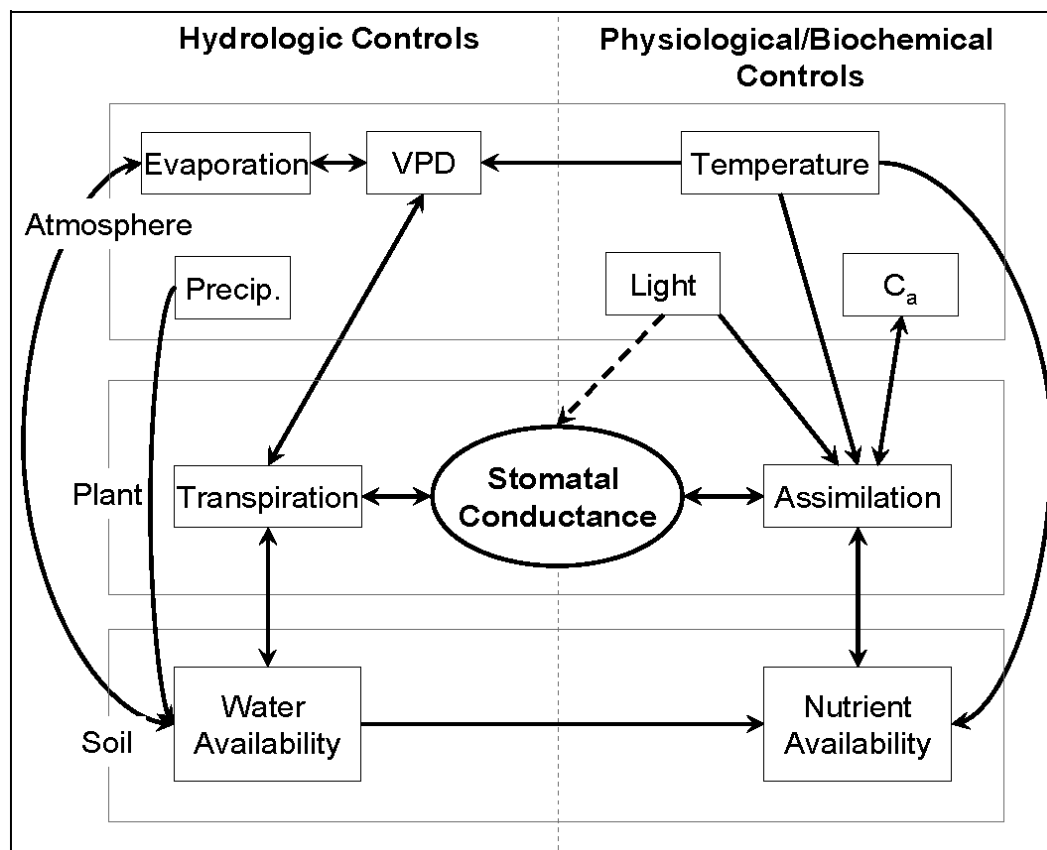 Hydrologic Controls
Physiological/Biochemical
Controls
Evaporation
VPD
Temperature
Atmosphere
Precip.
Light
Ca
Plant
Transpiration
Stomatal
Conductance
Assimilation
Soil
Water
Availability
Nutrient
Availability